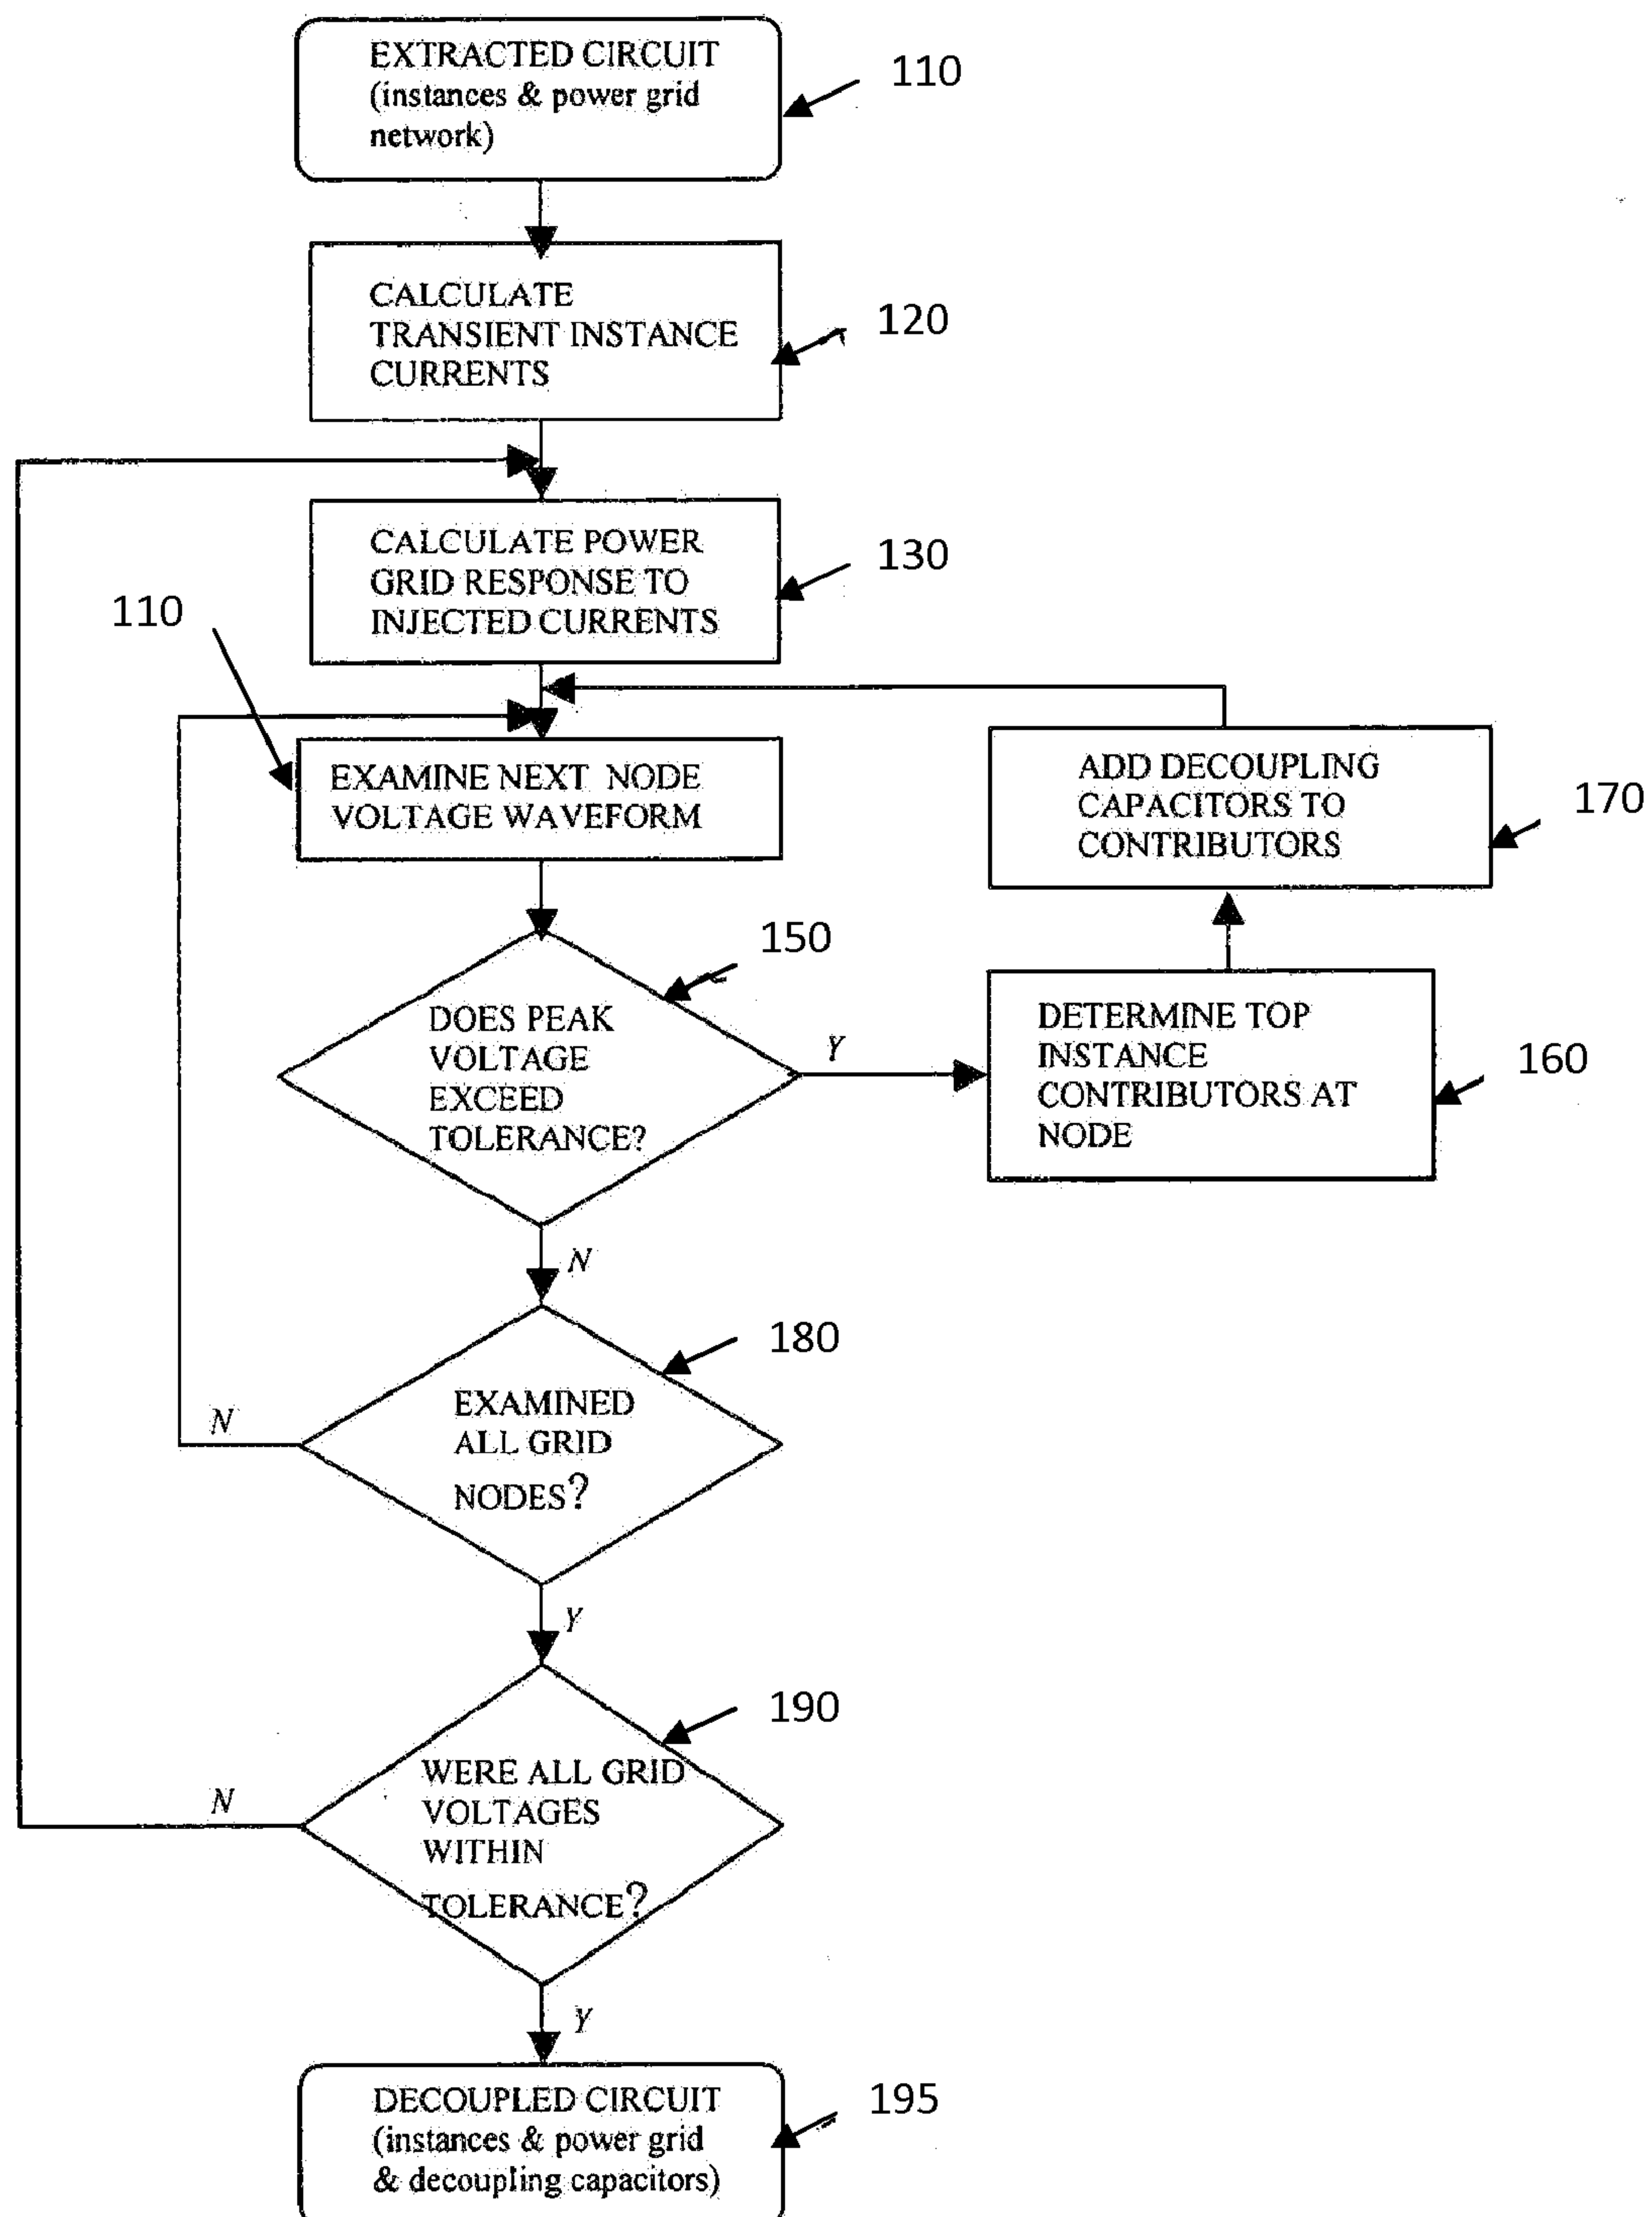 EXTRACTED CIRCUIT
(instances & power grid
network)
110
CALCULATE
TRANSIENT INSTANCE
CURRENTS
120
CALCULATE POWER
GRID RESPONSE TO
INJECTED CURRENTS
130
110
EXAMINE NEXT NODE
VOLTAGE WAVEFORM
ADD DECOUPLING
CAPACITORS TO
CONTRIBUTORS
170
150
DOES PEAK
VOLTAGE
EXCEED
TOLERANCE?
Y
DETERMINE TOP
INSTANCE
CONTRIBUTORS AT
NODE
160
N
180
EXAMINED
ALL GRID
NODES?
N
Y
190
WERE ALL GRID
VOLTAGES
WITHIN
TOLERANCE?
N
Y
DECOUPLED CIRCUIT
(instances & power grid
& decoupling capacitors)
195